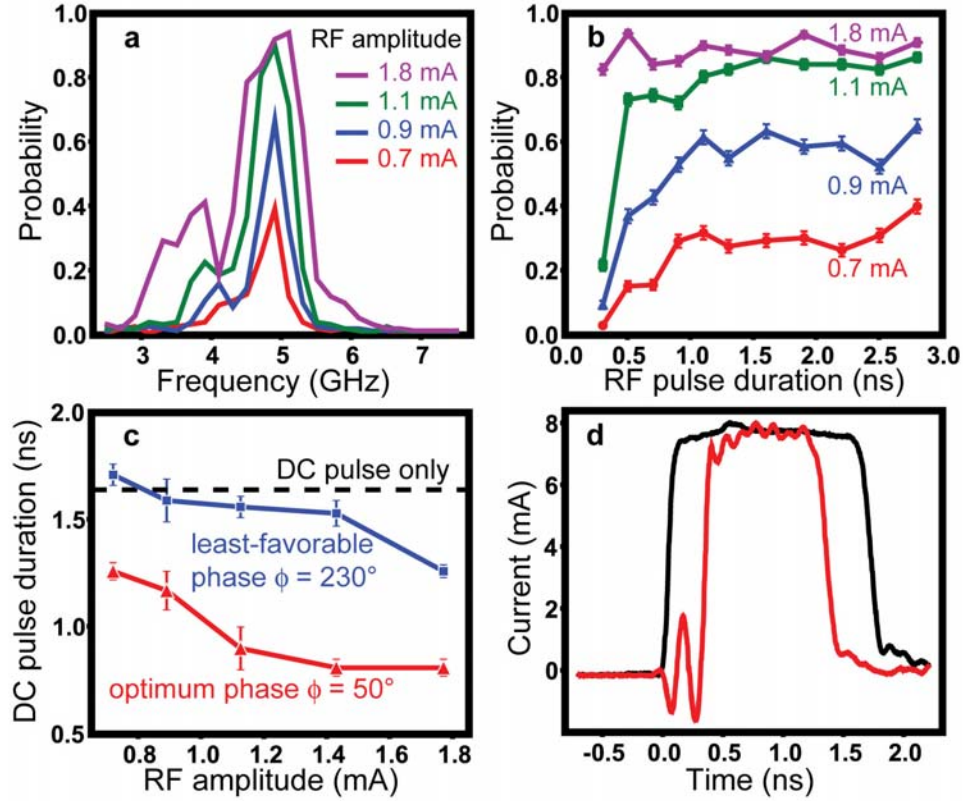 a
RF amplitude
1.8 mA
1.1 mA
0.9 mA
0.7 mA
1.0
0.8
0.6
0.4
0.2
0.0
Probability
3 4 5 6 7
Frequency (GHz)
b
1.8 mA
1.1 mA
0.9 mA
0.7 mA
1.0
0.8
0.6
0.4
0.2
0.0
Probability
0.0 0.5 1.0 1.5 2.0 2.5 3.0
RF pulse duration (ns)
c
DC pulse only
least-favorable
phase ϕ = 230°
optimum phase ϕ = 50°
2.0
1.5
1.0
0.5
DC pulse duration (ns)
0.8 1.0 1.2 1.4 1.6 1.8
RF amplitude (mA)
d
8
6
4
2
0
Current (mA)
-0.5 0.0 0.5 1.0 1.5 2.0
Time (ns)